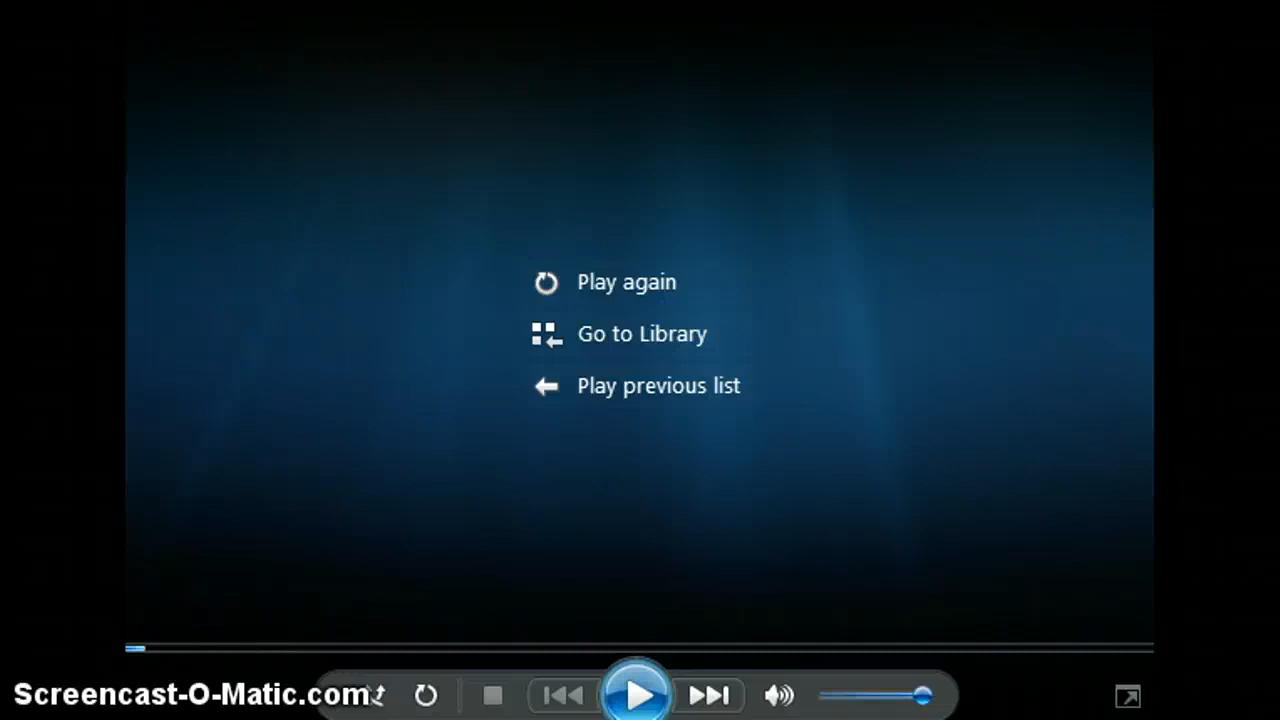 Play again
Go to Library
Play previous list
Screencast-O-Matic.com